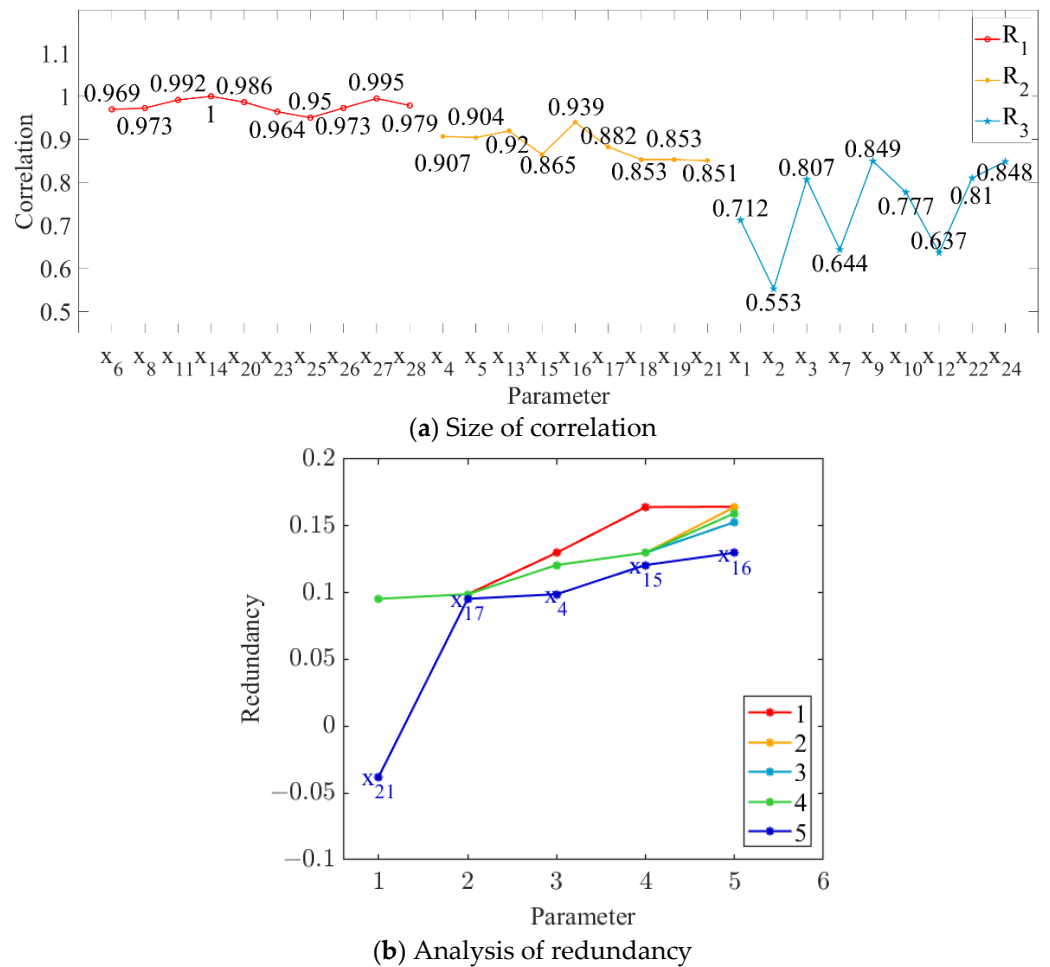 1.1
1
0.9
0.8
0.7
0.6
0.5
Correlation
0.969
0.973
0.992
1
0.986
0.964
0.95
0.973
0.995
0.979
0.907
0.904
0.92
0.865
0.939
0.882
0.853
0.853
0.851
0.712
0.553
0.807
0.644
0.849
0.777
0.637
0.81
0.848
R1
R2
R3
x6 x8 x11 x14 x20 x23 x25 x26 x27 x28 x4 x5 x13 x15 x16 x17 x18 x19 x21 x1 x2 x3 x7 x9 x10 x12 x22 x24
Parameter
(a) Size of correlation
0.2
0.15
0.1
0.05
0
−0.05
−0.1
Redundancy
x21
x17
x4
x15
x16
1
2
3
4
5
1 2 3 4 5 6
Parameter
(b) Analysis of redundancy